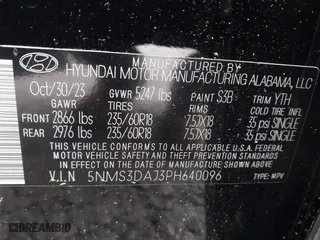 MANUFACTURED BY
HYUNDAI MOTOR MANUFACTURING ALABAMA, LLC
Oct/30/23 GVWR 5247 lbs PAINT S3B TRIM YTH
GAWR TIRES RIMS COLD TIRE INFL
FRONT 2866 lbs 235/60R18 7.5JX18 35 psi SINGLE
REAR 2976 lbs 235/60R18 7.5JX18 35 psi SINGLE
THIS VEHICLE CONFORMS TO ALL APPLICABLE
U.S.A. FEDERAL MOTOR VEHICLE SAFETY, BUMPER, AND
THEFT PREVENTION STANDARDS IN EFFECT ON THE
DATE OF MANUFACTURE SHOWN ABOVE.
V.I.N 5NMS3DAJ3PH640096 TYPE: MPV
DREAMBID